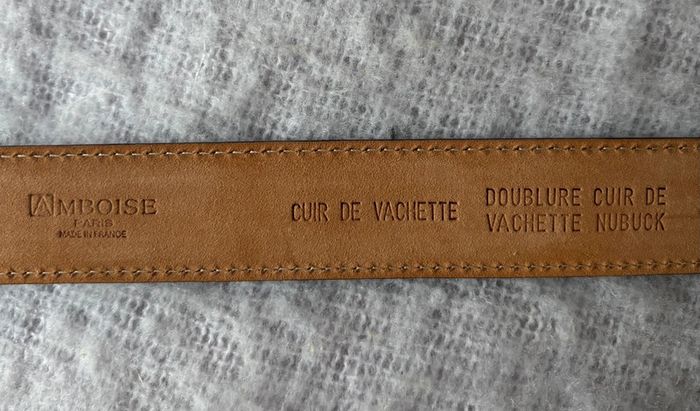 AMBOISE
PARIS
MADE IN FRANCE
CUIR DE VACHETTE
DOUBLURE CUIR DE
VACHETTE NUBUCK